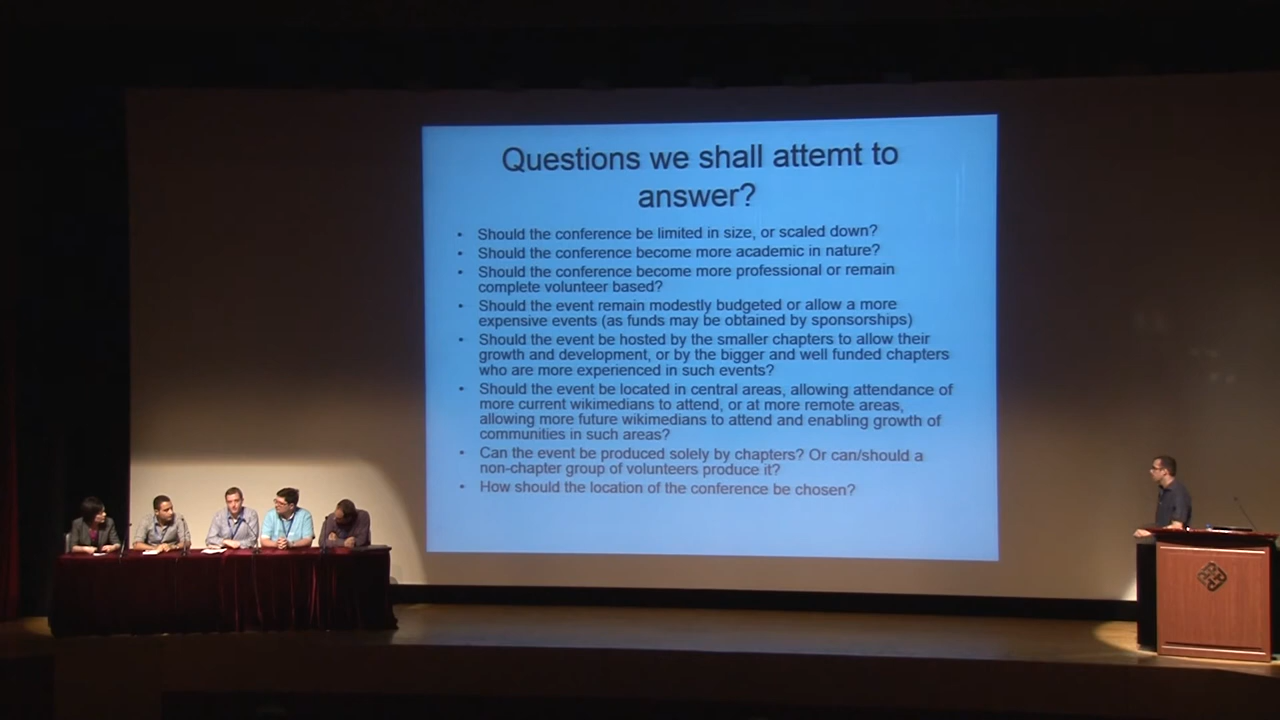 Questions we shall attemt to
answer?
• Should the conference be limited in size, or scaled down?
• Should the conference become more academic in nature?
• Should the conference become more professional or remain
complete volunteer based?
• Should the event remain modestly budgeted or allow a more
expensive events (as funds may be obtained by sponsorships)
• Should the event be hosted by the smaller chapters to allow their
growth and development, or by the bigger and well funded chapters
who are more experienced in such events?
• Should the event be located in central areas, allowing attendance of
more current wikimedians to attend, or at more remote areas,
allowing more future wikimedians to attend and enabling growth of
communities in such areas?
• Can the event be produced solely by chapters? Or can/should a
non-chapter group of volunteers produce it?
• How should the location of the conference be chosen?